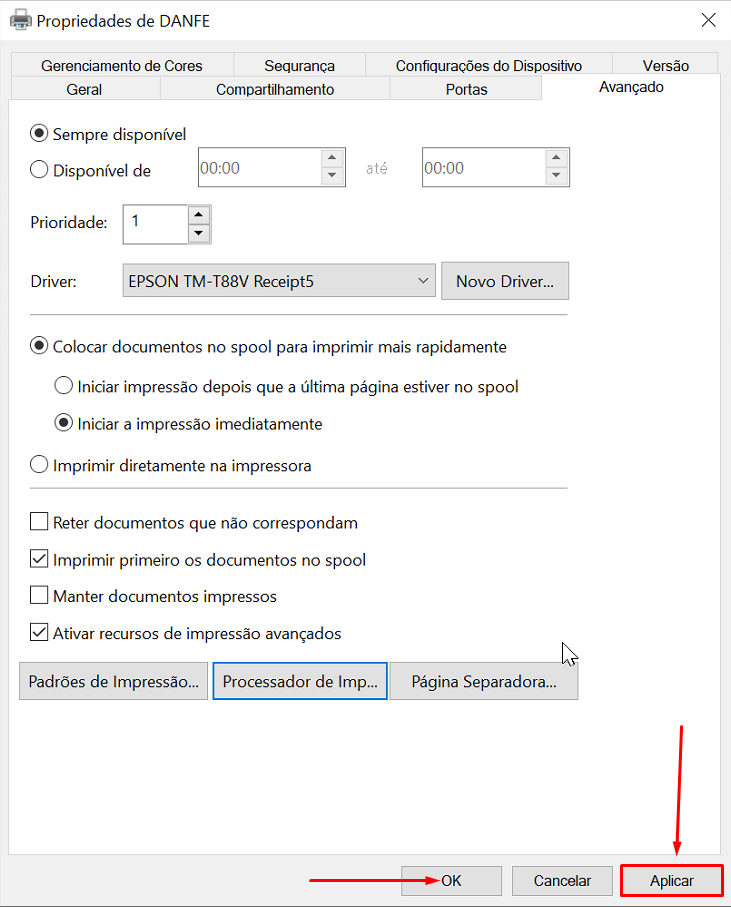 Propriedades de DANFE
Gerenciamento de Cores Segurança Configurações do Dispositivo Versão
Geral Compartilhamento Portas Avançado
Sempre disponível
Disponível de 00:00 até 00:00
Prioridade: 1
Driver: EPSON TM-T88V Receipt5 Novo Driver...
Colocar documentos no spool para imprimir mais rapidamente
Iniciar impressão depois que a última página estiver no spool
Iniciar a impressão imediatamente
Imprimir diretamente na impressora
Reter documentos que não correspondam
Imprimir primeiro os documentos no spool
Manter documentos impressos
Ativar recursos de impressão avançados
Padrões de Impressão... Processador de Imp... Página Separadora...
OK Cancelar Aplicar